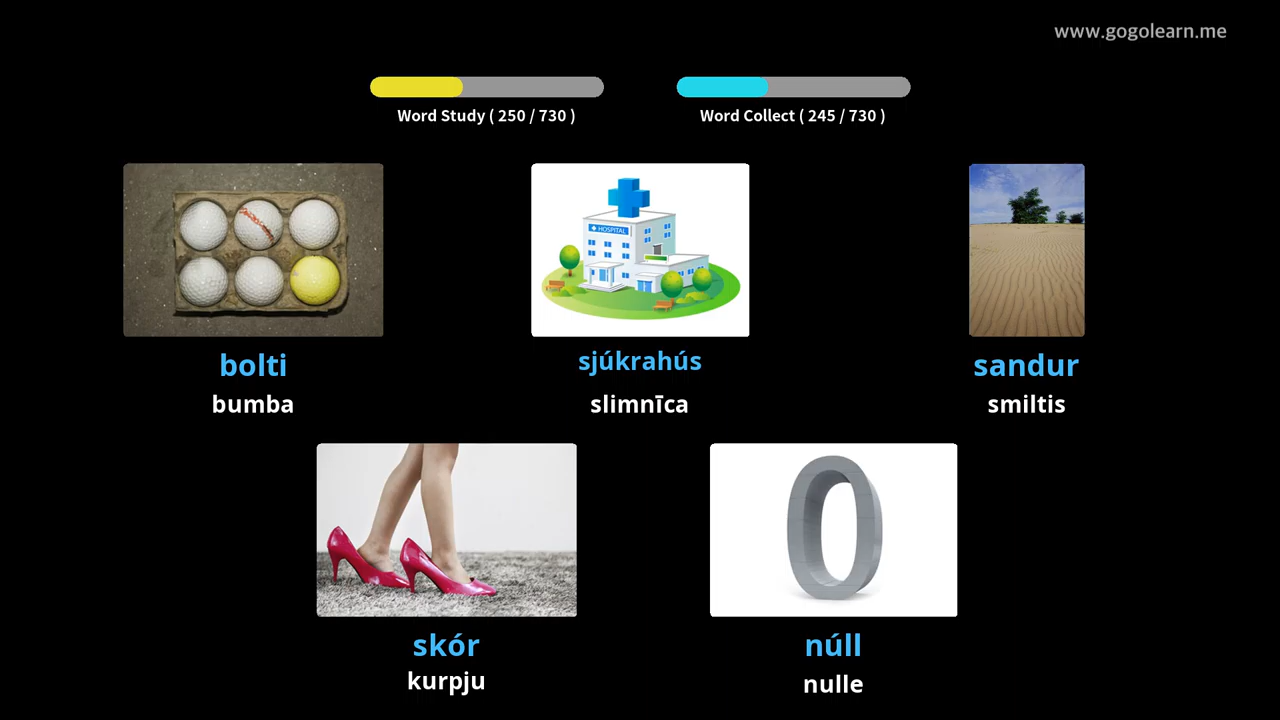 www.gogolearn.me
Word Study ( 250 / 730 )
Word Collect ( 245 / 730 )
HOSPITAL
bolti
bumba
sjúkrahús
slimnīca
sandur
smiltis
skór
kurpju
núll
nulle
0